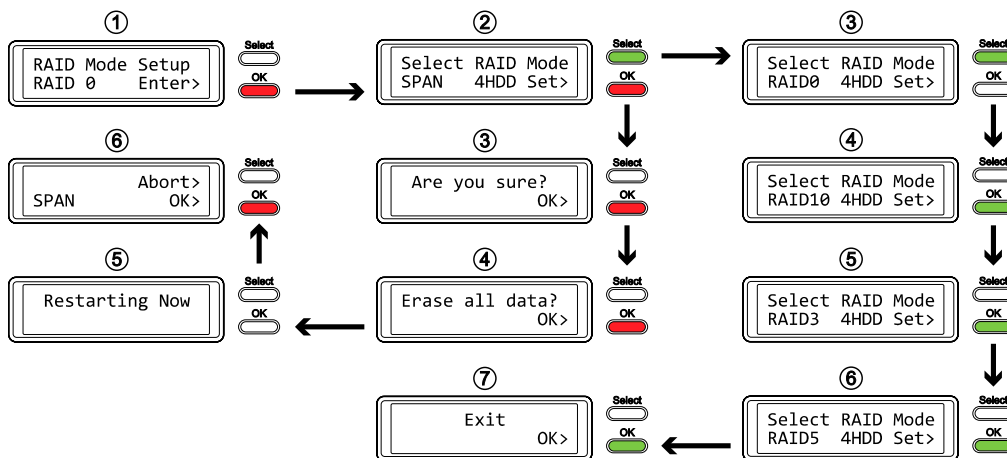 ①
RAID Mode Setup
RAID 0 Enter>
Select
OK
②
Select RAID Mode
SPAN 4HDD Set>
Select
OK
③
Select RAID Mode
RAID0 4HDD Set>
Select
OK
⑥
Abort>
SPAN OK>
Select
OK
③
Are you sure?
OK>
Select
OK
④
Select RAID Mode
RAID10 4HDD Set>
Select
OK
⑤
Restarting Now
Select
OK
④
Erase all data?
OK>
Select
OK
⑤
Select RAID Mode
RAID3 4HDD Set>
Select
OK
⑦
Exit
OK>
Select
OK
⑥
Select RAID Mode
RAID5 4HDD Set>
Select
OK